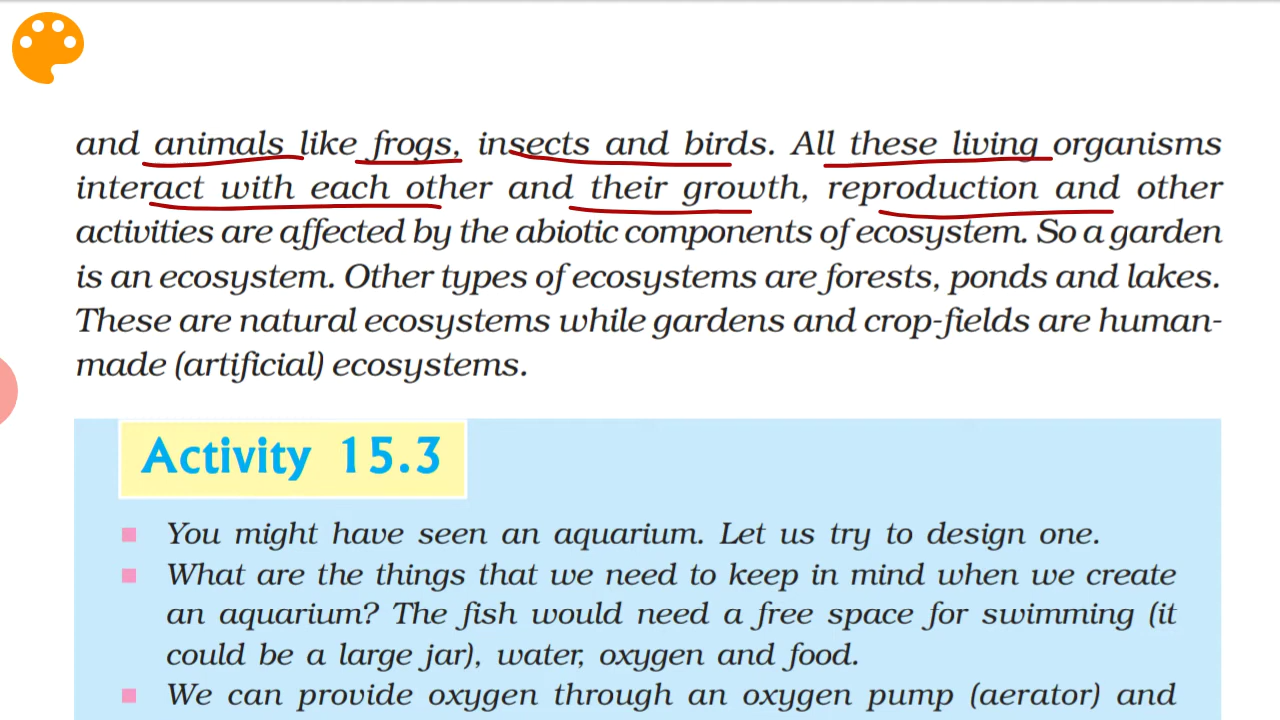 and animals like frogs, insects and birds. All these living organisms
interact with each other and their growth, reproduction and other
activities are affected by the abiotic components of ecosystem. So a garden
is an ecosystem. Other types of ecosystems are forests, ponds and lakes.
These are natural ecosystems while gardens and crop-fields are human-
made (artificial) ecosystems.
Activity 15.3
You might have seen an aquarium. Let us try to design one.
What are the things that we need to keep in mind when we create
an aquarium? The fish would need a free space for swimming (it
could be a large jar), water, oxygen and food.
We can provide oxygen through an oxygen pump (aerator) and